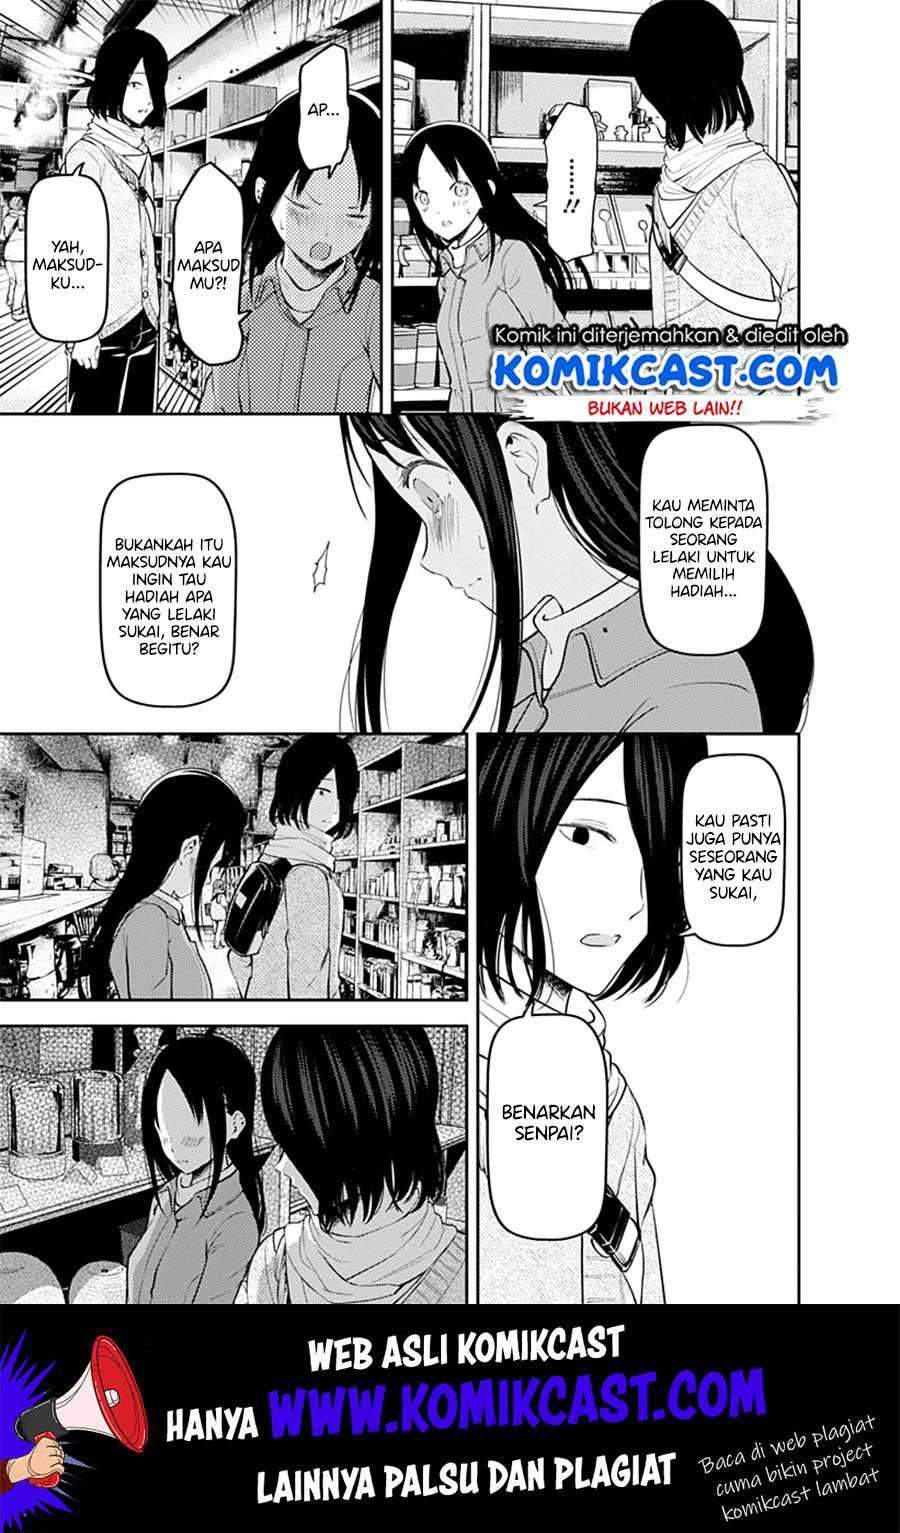 !!
AP...
APA
MAKSUD
MU?!
YAH,
MAKSUD-
KU...
Komik ini diterjemahkan & diedit oleh
KOMIKCAST.COM
BUKAN WEB LAIN!!
KAU MEMINTA
TOLONG KEPADA
SEORANG
LELAKI UNTUK
MEMILIH
HADIAH...
BUKANKAH ITU
MAKSUDNYA KAU
INGIN TAU
HADIAH APA
YANG LELAKI
SUKAI, BENAR
BEGITU?
KAU PASTI
JUGA PUNYA
SESEORANG
YANG KAU
SUKAI,
BENARKAN
SENPAI?
WEB ASLI KOMIKCAST
HANYA WWW.KOMIKCAST.COM
LAINNYA PALSU DAN PLAGIAT
Baca di web plagiat
cuma bikin project
komikcast lambat